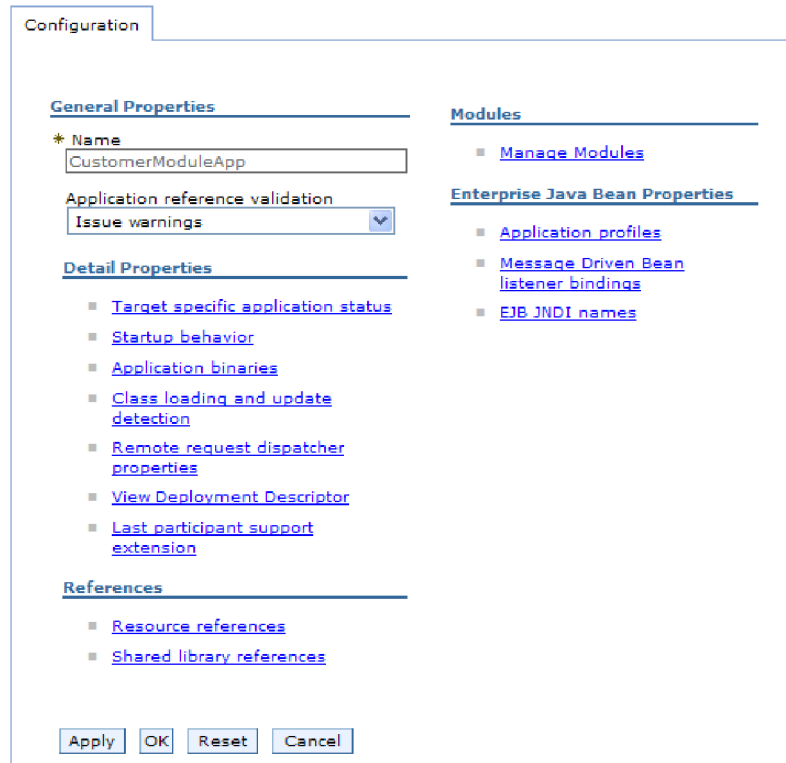 Configuration
General Properties
* Name
CustomerModuleApp
Application reference validation
Issue warnings
Detail Properties
Target specific application status
Startup behavior
Application binaries
Class loading and update
detection
Remote request dispatcher
properties
View Deployment Descriptor
Last participant support
extension
References
Resource references
Shared library references
Modules
Manage Modules
Enterprise Java Bean Properties
Application profiles
Message Driven Bean
listener bindings
EJB JNDI names
Apply OK Reset Cancel